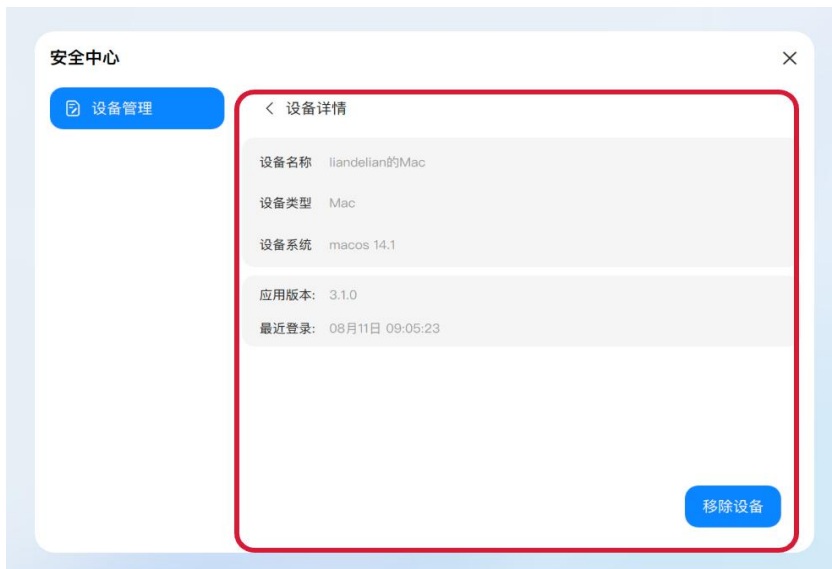 安全中心
设备管理
设备详情
设备名称 liandelian的Mac
设备类型 Mac
设备系统 macos 14.1
应用版本: 3.1.0
最近登录: 08月11日 09:05:23
移除设备